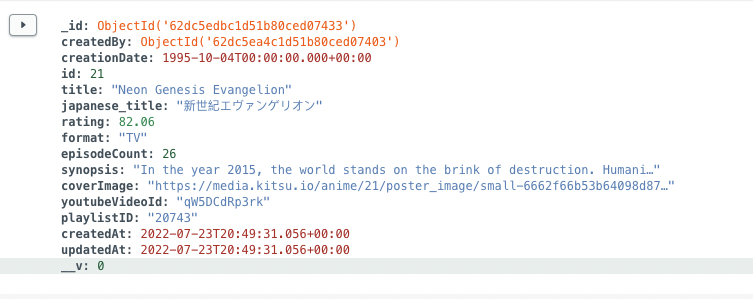 _id: ObjectId('62dc5edbc1d51b80ced07433')
createdBy: ObjectId('62dc5ea4c1d51b80ced07403')
creationDate: 1995-10-04T00:00:00.000+00:00
id: 21
title: "Neon Genesis Evangelion"
japanese_title: "新世紀エヴァンゲリオン"
rating: 82.06
format: "TV"
episodeCount: 26
synopsis: "In the year 2015, the world stands on the brink of destruction. Humani…"
coverImage: "https://media.kitsu.io/anime/21/poster_image/small-6662f66b53b64098d87…"
youtubeVideoId: "qW5DCdRp3rk"
playlistID: "20743"
createdAt: 2022-07-23T20:49:31.056+00:00
updatedAt: 2022-07-23T20:49:31.056+00:00
__v: 0